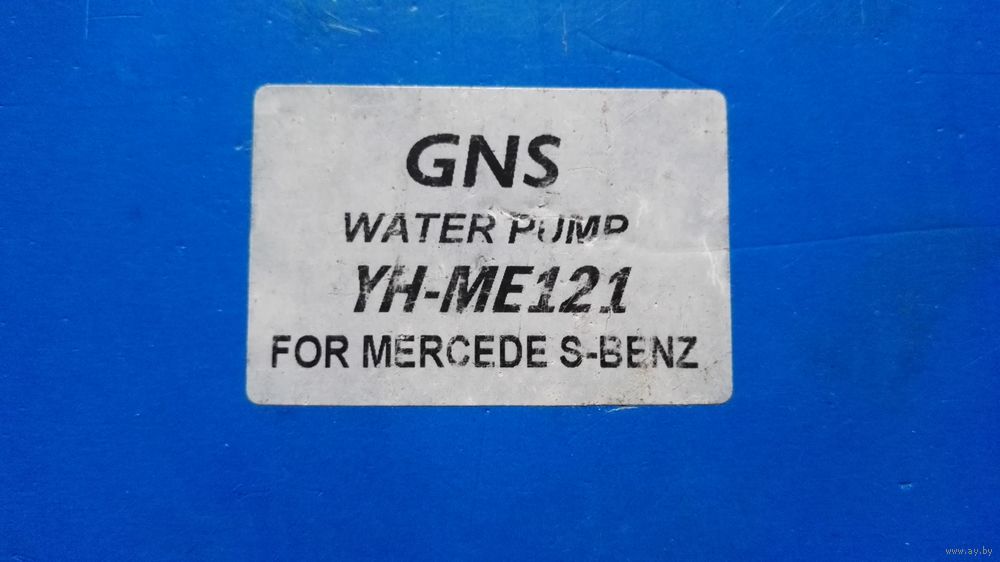 GNS
WATER PUMP
YH-ME121
FOR MERCEDE S-BENZ
www.ay.by